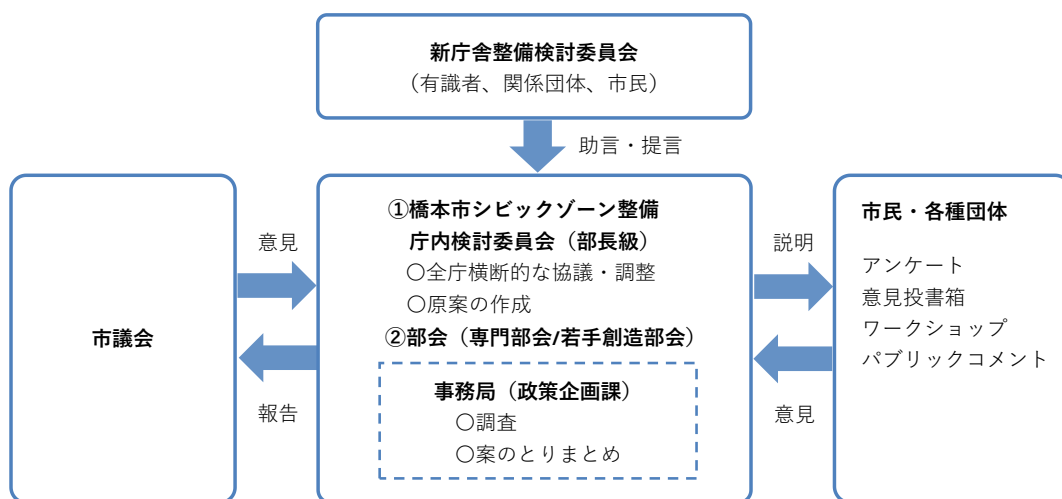 新庁舎整備検討委員会
（有識者、関係団体、市民）
助言・提言
市議会
意見
報告
①橋本市シビックゾーン整備
庁内検討委員会（部長級）
〇全庁横断的な協議・調整
〇原案の作成
②部会（専門部会/若手創造部会）
事務局（政策企画課）
〇調査
〇案のとりまとめ
説明
意見
市民・各種団体
アンケート
意見投書箱
ワークショップ
パブリックコメント